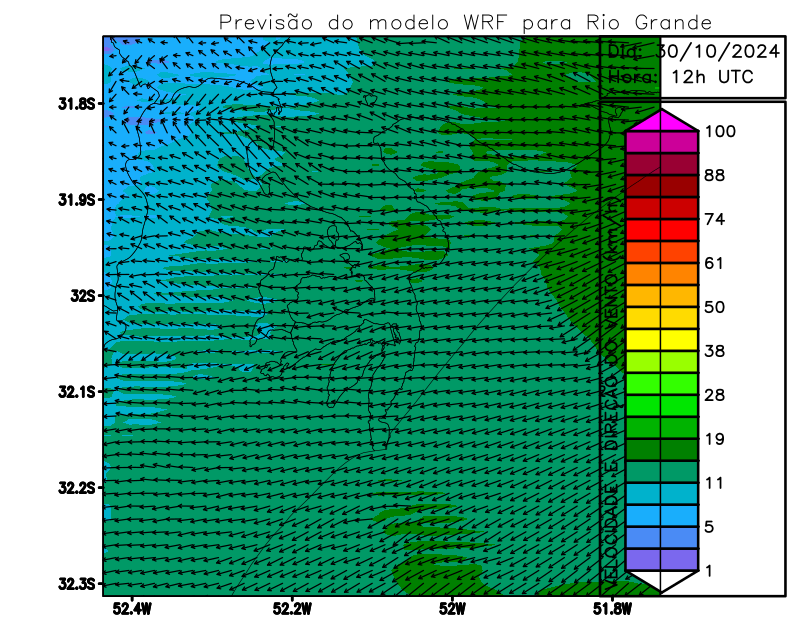 Previsão do modelo WRF para Rio Grande
Dia: 30/10/2024
Hora: 12h UTC
VELOCIDADE E DIREÇÃO DO VENTO (km/h)
100
88
74
61
50
38
28
19
11
5
1
31.8S
31.9S
32S
32.1S
32.2S
32.3S
52.4W
52.2W
52W
51.8W